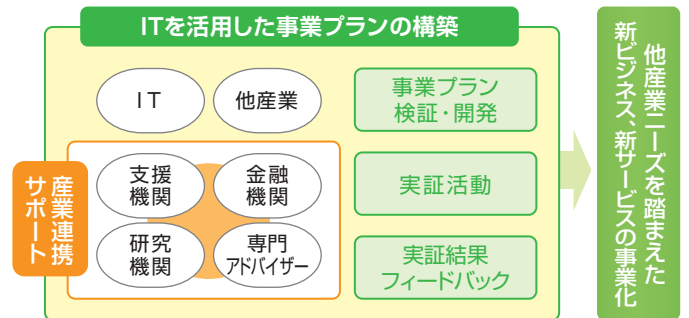 ITを活用した事業プランの構築
IT
他産業
事業プラン
検証・開発
産業連携
サポート
支援
機関
金融
機関
実証活動
研究
機関
専門
アドバイザー
実証結果
フィードバック
他産業ニーズを踏まえた
新ビジネス、新サービスの事業化